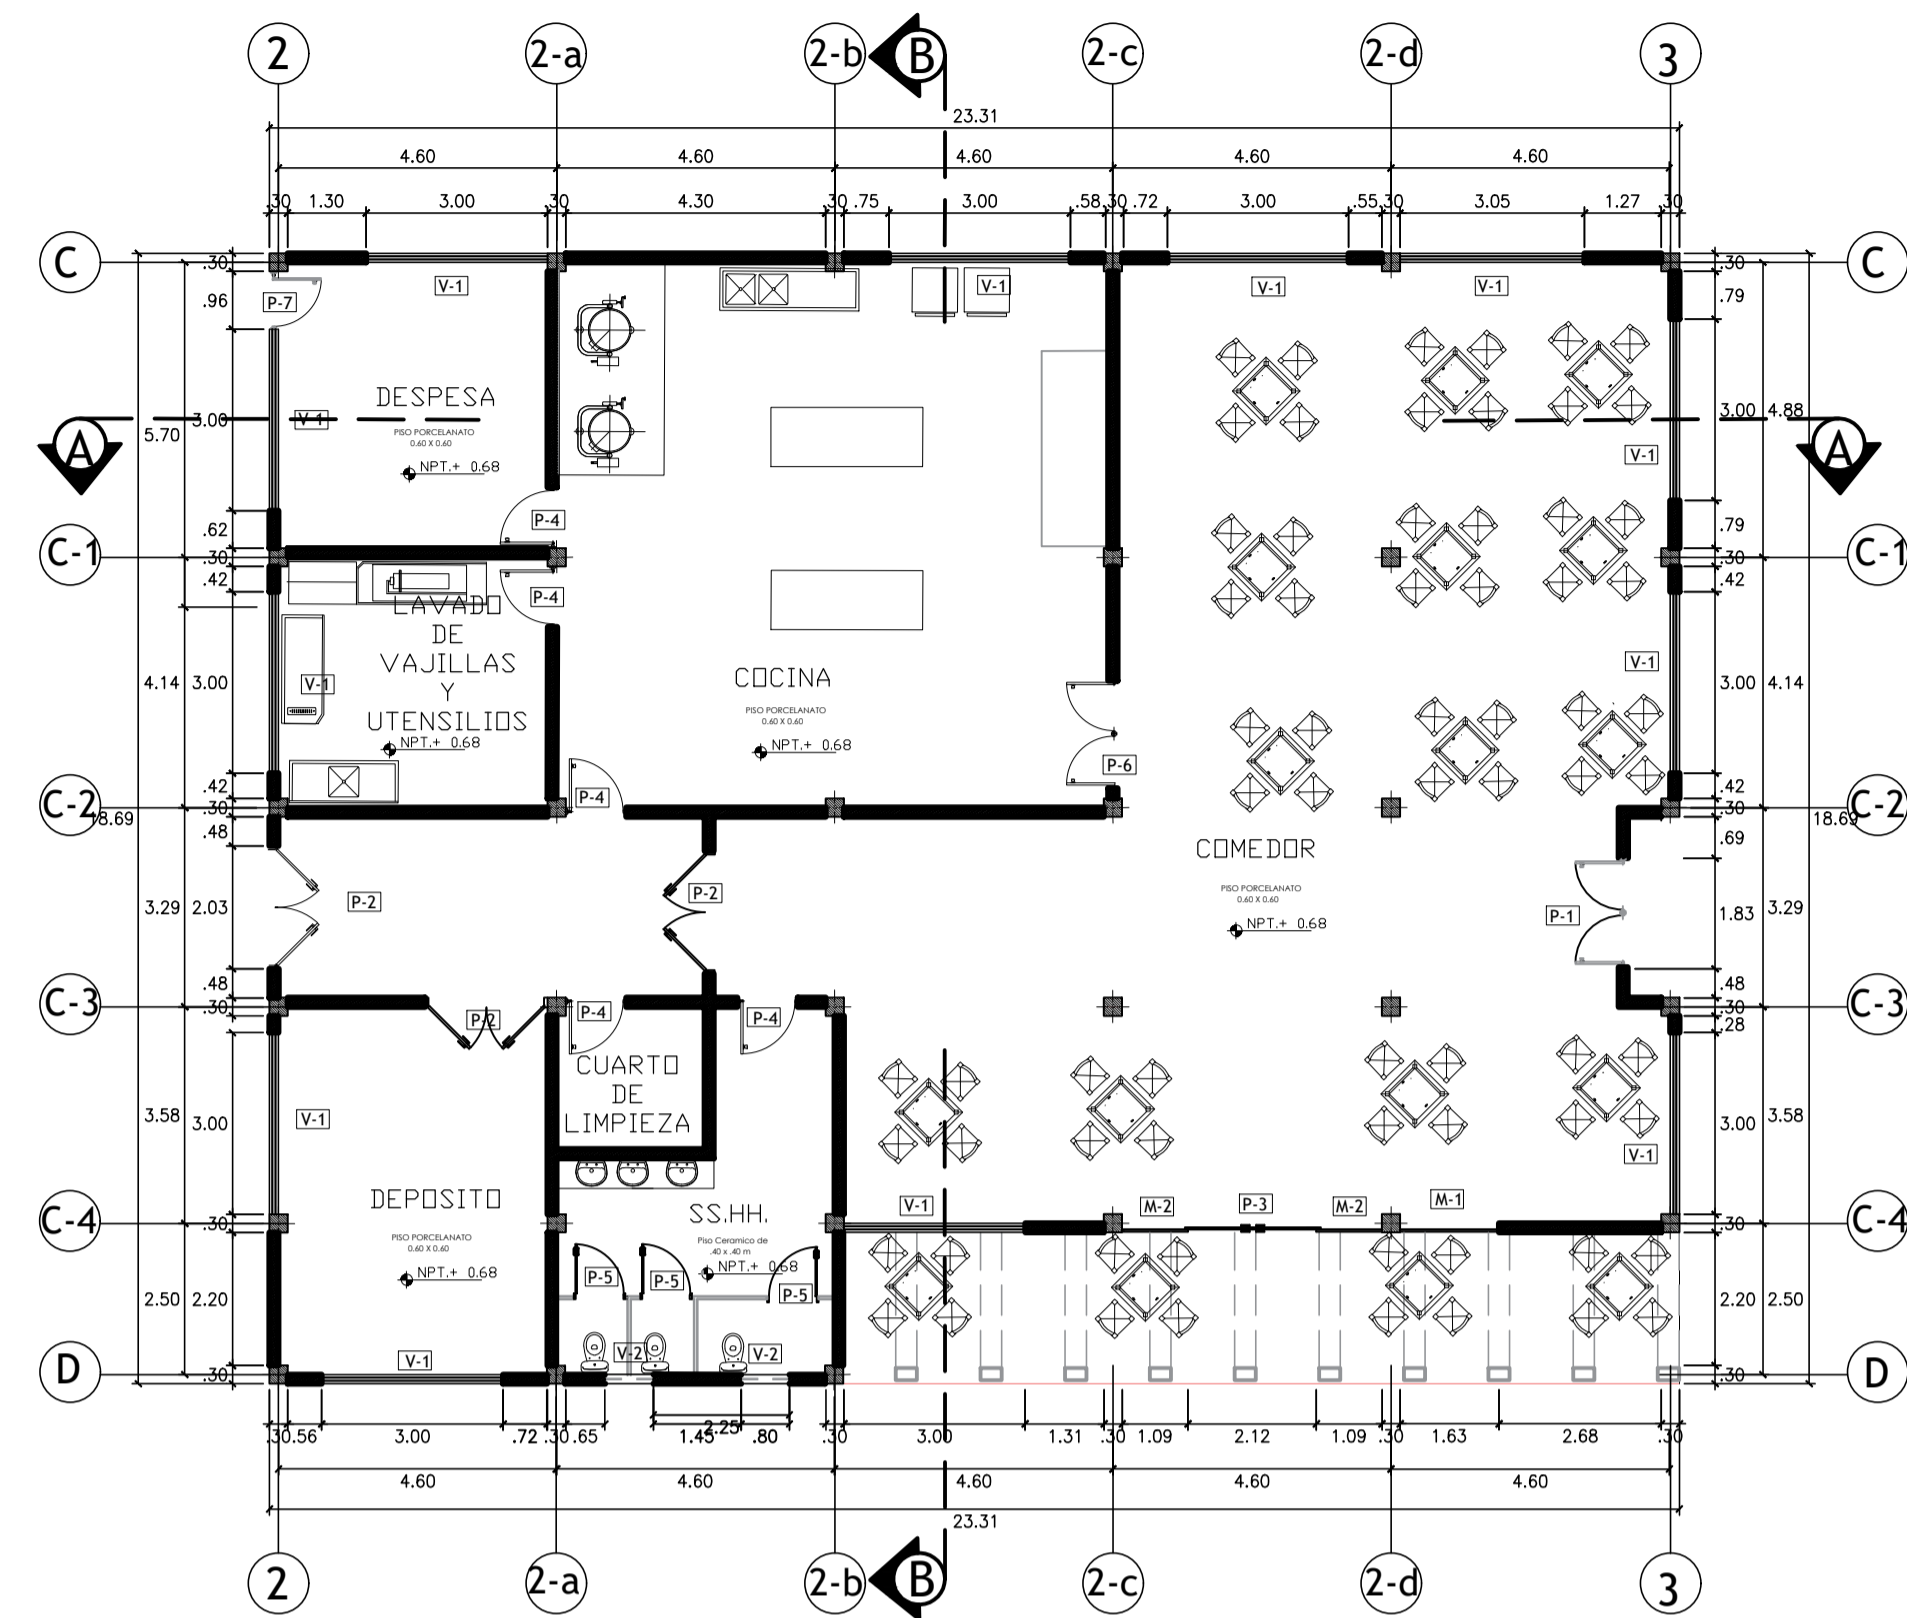 2 2-a 2-b B 2-c 2-d 3
23.31
4.60 4.60 4.60 4.60 4.60
.30 1.30 3.00 .30 4.30 .30 .75 3.00 .58 .30 .72 3.00 .55 .30 3.05 1.27 .30
C .30 .30 C
P-7 V-1 V-1 V-1 V-1
.96 .79
DESPESA
PISO PORCELANATO
0.60 X 0.60
NPT.+ 0.68
A 5.70 3.00 V-1 3.00 4.88 A
V-1
.62 P-4 .79
C-1 .30 .30 C-1
.42 P-4 .42
LAVADO
DE
VAJILLAS
Y
UTENSILIOS
NPT.+ 0.68
4.14 3.00 V-1 V-1 3.00 4.14
COCINA
PISO PORCELANATO
0.60 X 0.60
NPT.+ 0.68
P-6
P-4
.42 .42
C-2 .30 .30 C-2
18.69 .48 .69 18.69
COMEDOR
PISO PORCELANATO
0.60 X 0.60
NPT.+ 0.68
3.29 2.03 P-2 P-2 P-1 1.83 3.29
.48 .48
C-3 .30 .30 C-3
P-2 P-4 P-4 .28
CUARTO
DE
LIMPIEZA
3.58 3.00 V-1 3.00 3.58
V-1
DEPOSITO
PISO PORCELANATO
0.60 X 0.60
NPT.+ 0.68
SS.HH.
Piso Ceramico de
.40 x .40 m
NPT.+ 0.68
V-1 M-2 P-3 M-2 M-1
C-4 .30 .30 C-4
P-5 P-5 P-5
2.50 2.20 2.20 2.50
V-1 V-2 V-2
D .30 .30 D
.30 .56 3.00 .72 .30 .65 1.45 2.25 .80 .30 3.00 1.31 .30 1.09 2.12 1.09 .30 1.63 2.68 .30
4.60 4.60 4.60 4.60 4.60
23.31
2 2-a 2-b B 2-c 2-d 3